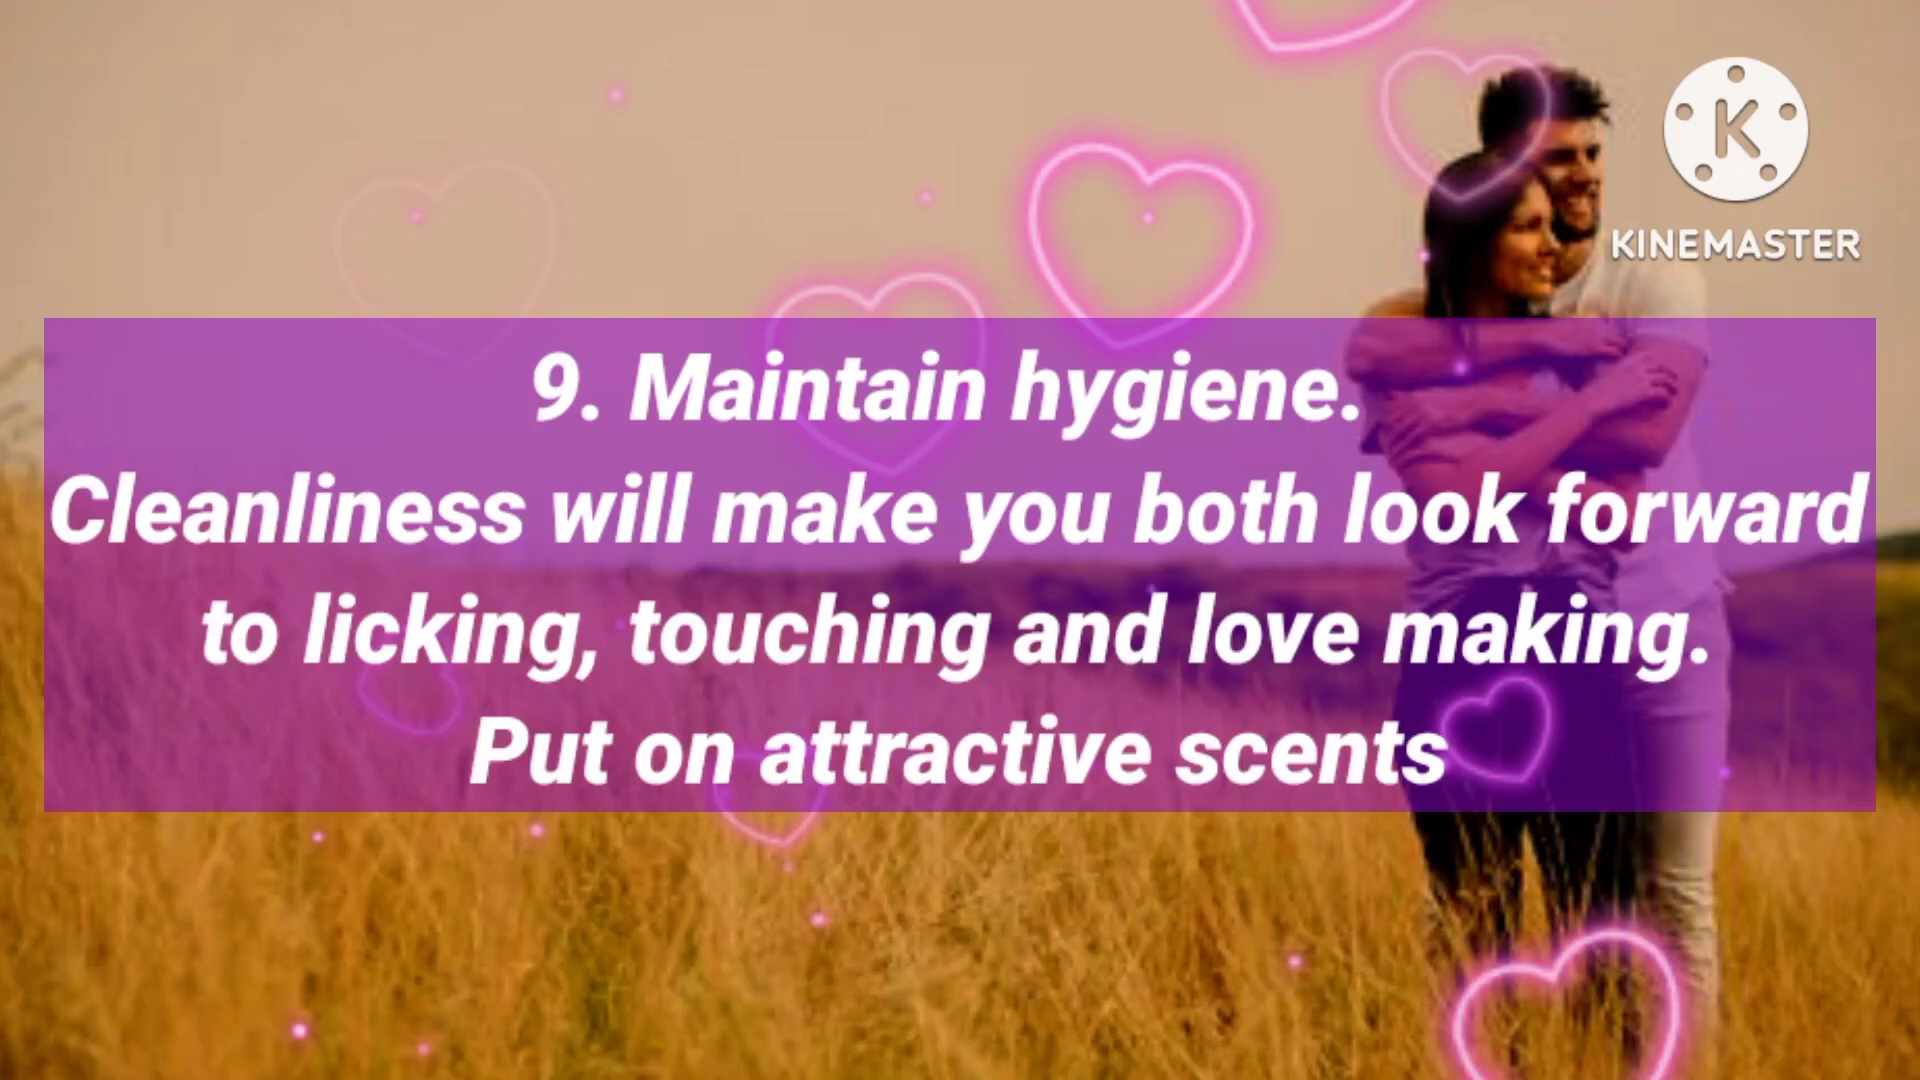 K
KINEMASTER
9. Maintain hygiene.
Cleanliness will make you both look forward
to licking, touching and love making.
Put on attractive scents